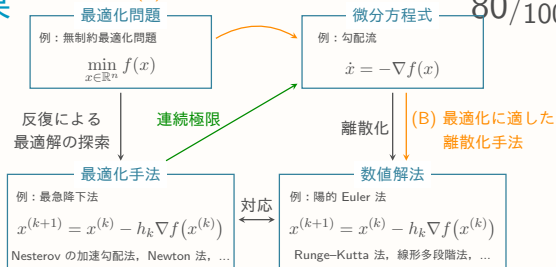 果
80/100
最適化問題
例：無制約最適化問題
min f(x)
x∈ℝⁿ
微分方程式
例：勾配流
ẋ = −∇f(x)
反復による
最適解の探索
連続極限
離散化
(B) 最適化に適した
離散化手法
最適化手法
例：最急降下法
x^(k+1) = x^(k) − h_k∇f(x^(k))
Nesterov の加速勾配法，Newton 法，...
対応
数値解法
例：陽的 Euler 法
x^(k+1) = x^(k) − h_k∇f(x^(k))
Runge–Kutta 法，線形多段階法，...